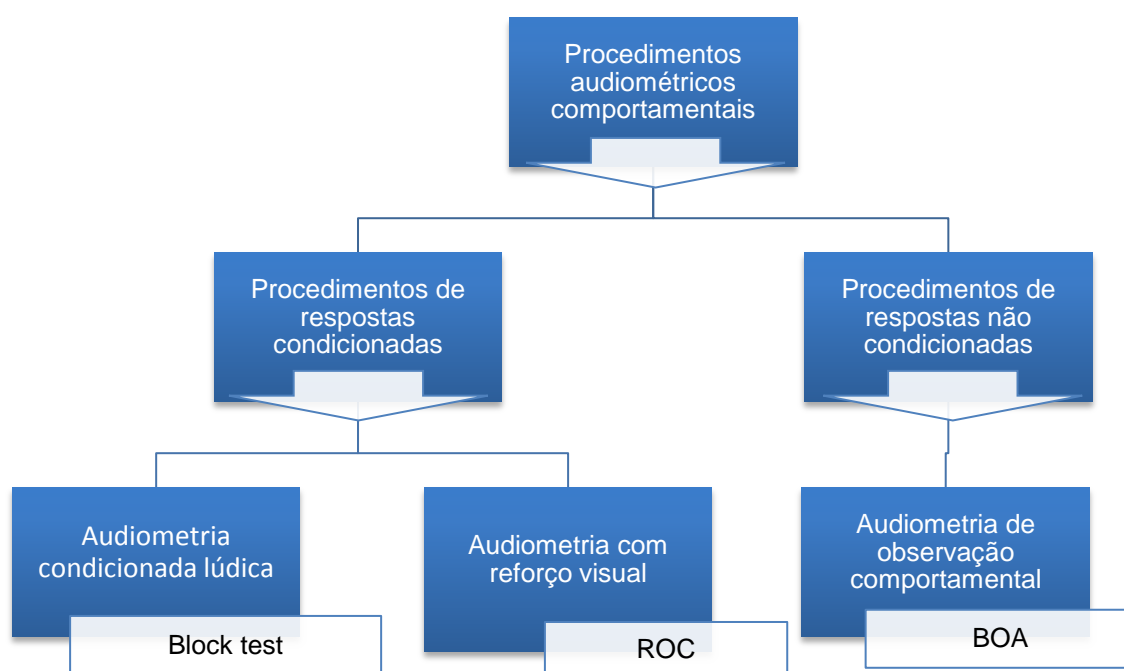 Procedimentos
audiométricos
comportamentais
Procedimentos de
respostas
condicionadas
Procedimentos de
respostas não
condicionadas
Audiometria
condicionada lúdica
Block test
Audiometria com
reforço visual
ROC
Audiometria de
observação
comportamental
BOA